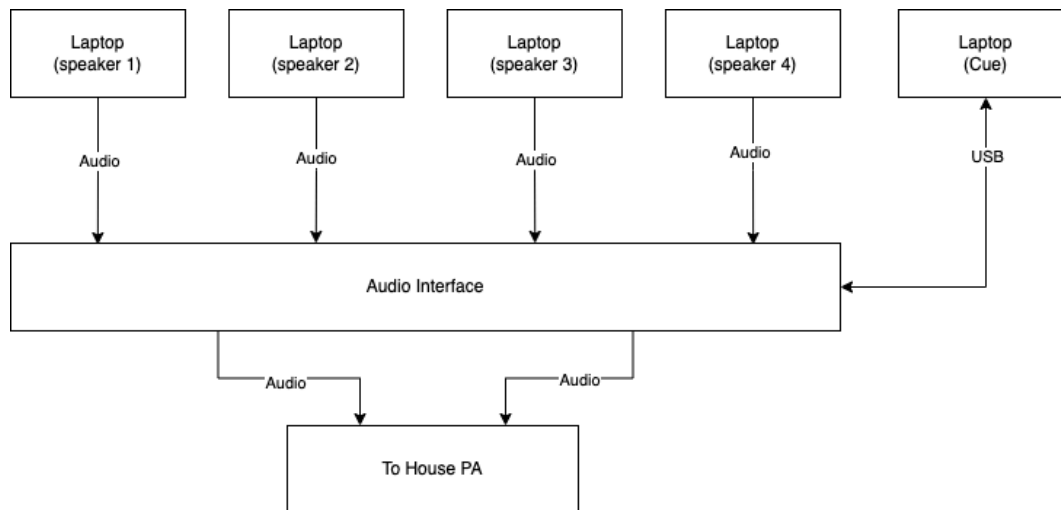 Laptop
(speaker 1)
Laptop
(speaker 2)
Laptop
(speaker 3)
Laptop
(speaker 4)
Laptop
(Cue)
Audio
Audio
Audio
Audio
USB
Audio Interface
Audio
Audio
To House PA